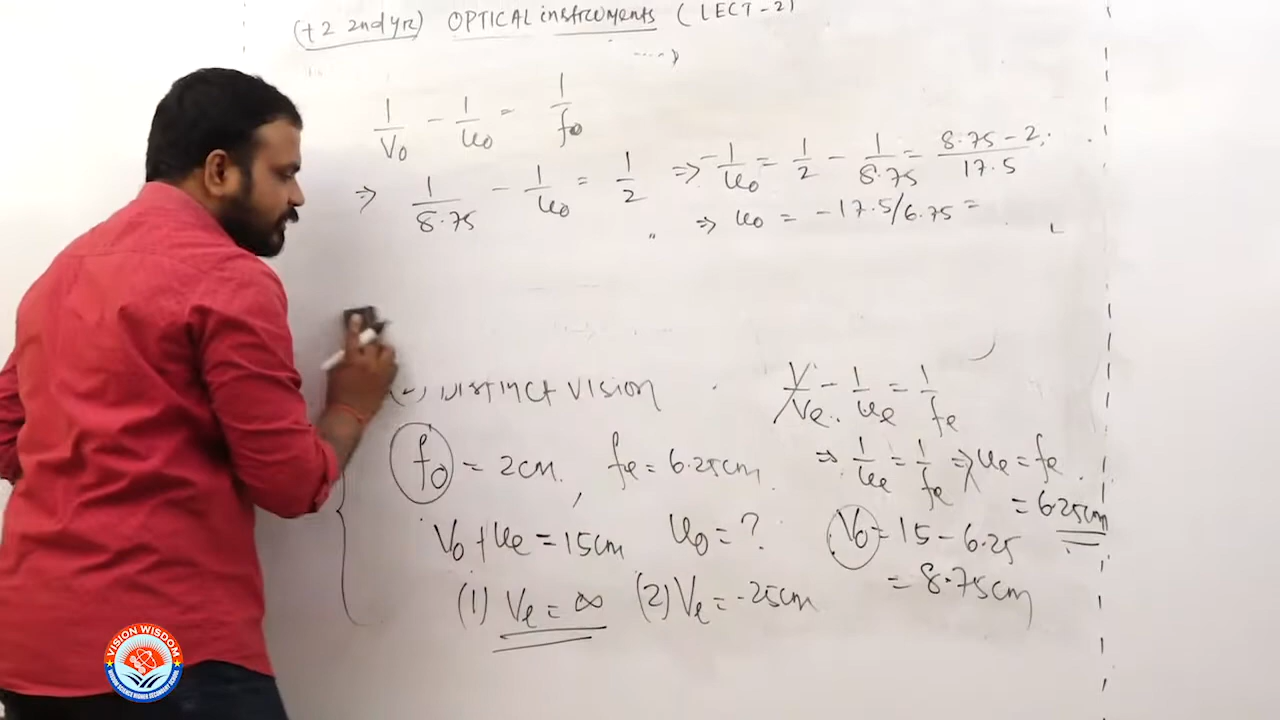 (+2 2nd yr) OPTICAL instruments (LECT-2)
1/V₀ - 1/u₀ = 1/f₀
⇒ 1/8.75 - 1/u₀ = 1/2 ⇒ -1/u₀ = 1/2 - 1/8.75 = 8.75-2/17.5
⇒ u₀ = -17.5/6.75 =
DISTINCT VISION
f₀ = 2cm, fe = 6.25cm
V₀ + ue = 15cm u₀ = ?
(1) Ve = ∞ (2) Ve = -25cm
1/Ve - 1/ue = 1/fe
⇒ 1/ue = 1/fe ⇒ ue = fe
= 6.25cm
V₀ = 15 - 6.25
= 8.75cm
VISION WISDOM